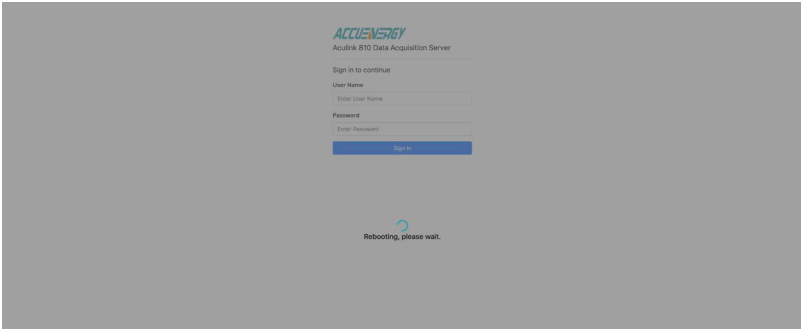 ACCUENERGY
Aculink 810 Data Acquisition Server
Sign in to continue
User Name
Enter User Name
Password
Enter Password
Sign In
Rebooting, please wait.